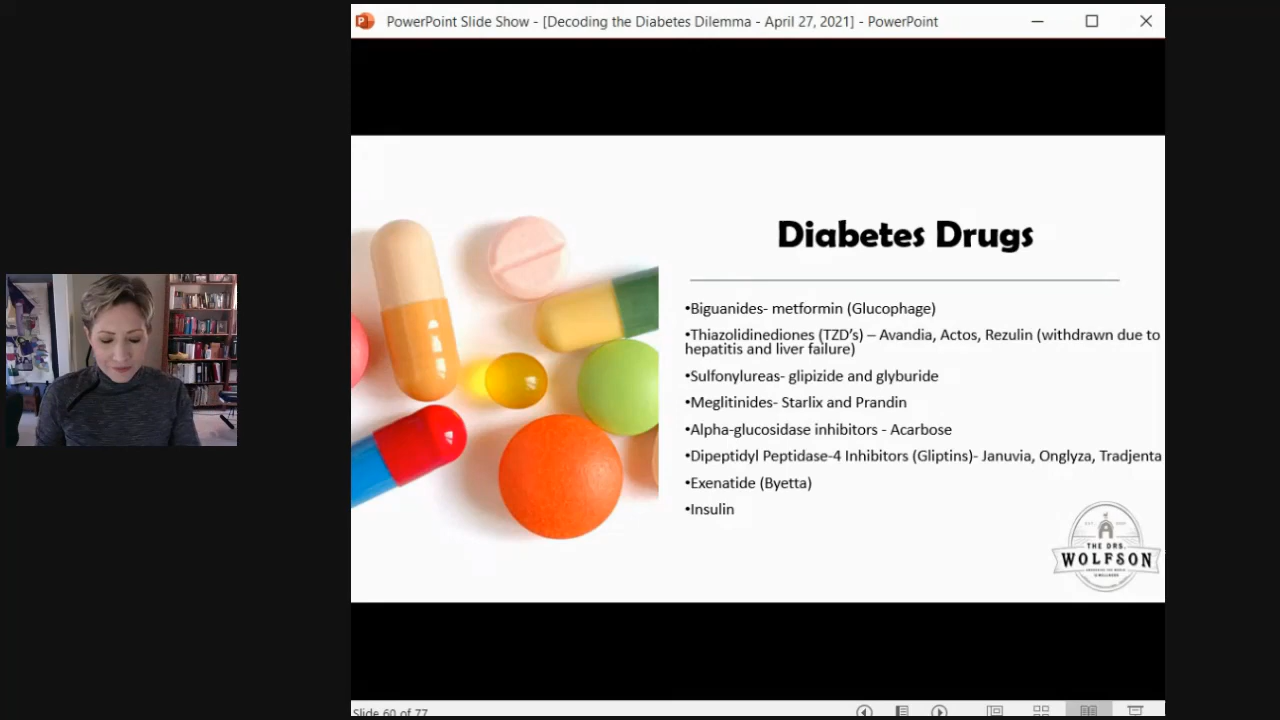 PowerPoint Slide Show - [Decoding the Diabetes Dilemma - April 27, 2021] - PowerPoint
Diabetes Drugs
•Biguanides- metformin (Glucophage)
•Thiazolidinediones (TZD's) – Avandia, Actos, Rezulin (withdrawn due to
hepatitis and liver failure)
•Sulfonylureas- glipizide and glyburide
•Meglitinides- Starlix and Prandin
•Alpha-glucosidase inhibitors - Acarbose
•Dipeptidyl Peptidase-4 Inhibitors (Gliptins)- Januvia, Onglyza, Tradjenta
•Exenatide (Byetta)
•Insulin
THE DRS.
WOLFSON
Slide 60 of 77